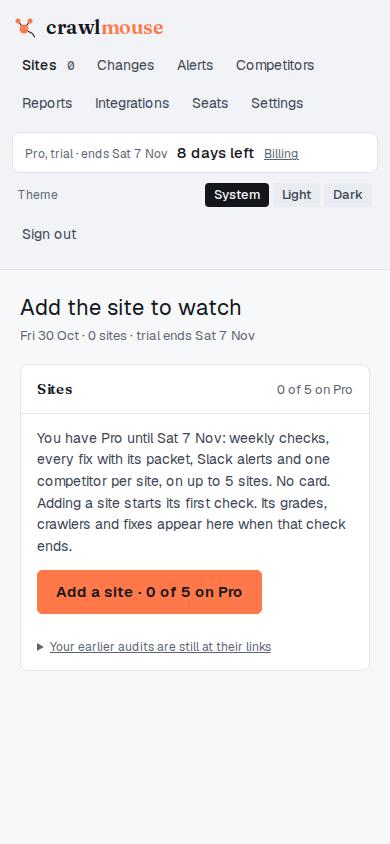 crawlmouse
Sites 0 Changes Alerts Competitors
Reports Integrations Seats Settings
Pro, trial · ends Sat 7 Nov 8 days left Billing
Theme System Light Dark
Sign out
Add the site to watch
Fri 30 Oct · 0 sites · trial ends Sat 7 Nov
Sites 0 of 5 on Pro
You have Pro until Sat 7 Nov: weekly checks,
every fix with its packet, Slack alerts and one
competitor per site, on up to 5 sites. No card.
Adding a site starts its first check. Its grades,
crawlers and fixes appear here when that check
ends.
Add a site · 0 of 5 on Pro
Your earlier audits are still at their links